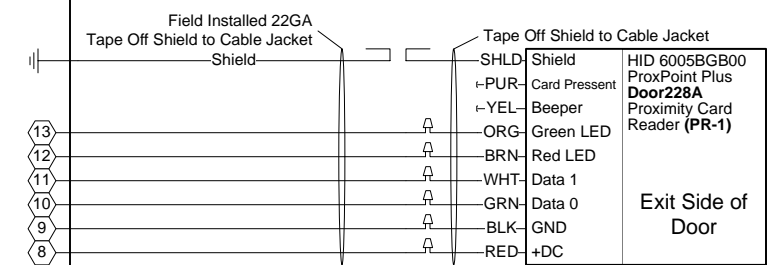 Field Installed 22GA
Tape Off Shield to Cable Jacket
Tape Off Shield to Cable Jacket
Shield
SHLD Shield
PUR Card Pressent
YEL Beeper
13 ORG Green LED
12 BRN Red LED
11 WHT Data 1
10 GRN Data 0
9 BLK GND
8 RED +DC
HID 6005BGB00
ProxPoint Plus
Door228A
Proximity Card
Reader (PR-1)
Exit Side of
Door